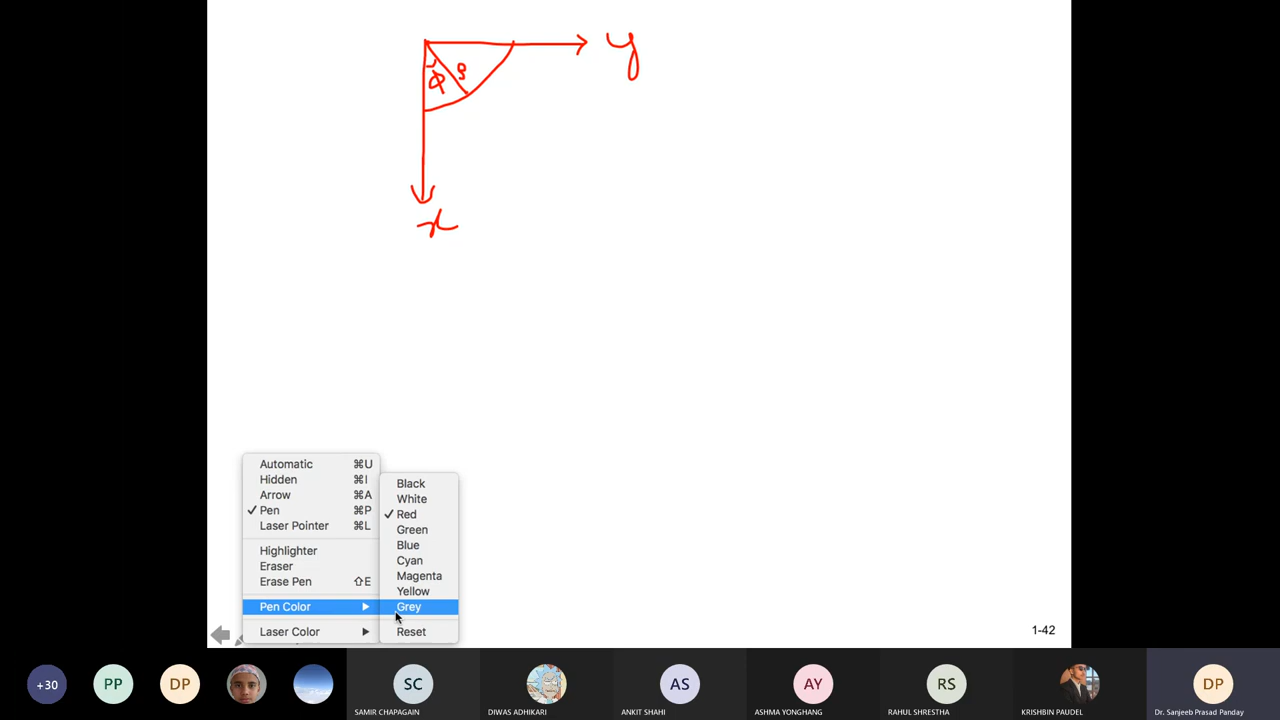 y
ϕ ρ
x
Automatic ⌘U
Hidden ⌘I
Arrow ⌘A
✓ Pen ⌘P
Laser Pointer ⌘L
Highlighter
Eraser
Erase Pen ⇧E
Pen Color ▶
Laser Color ▶
Black
White
✓ Red
Green
Blue
Cyan
Magenta
Yellow
Grey
Reset
1-42
+30
PP
DP
SC
SAMIR CHAPAGAIN
DIWAS ADHIKARI
AS
ANKIT SHAHI
AY
ASHMA YONGHANG
RS
RAHUL SHRESTHA
KRISHBIN PAUDEL
DP
Dr. Sanjeeb Prasad Panday